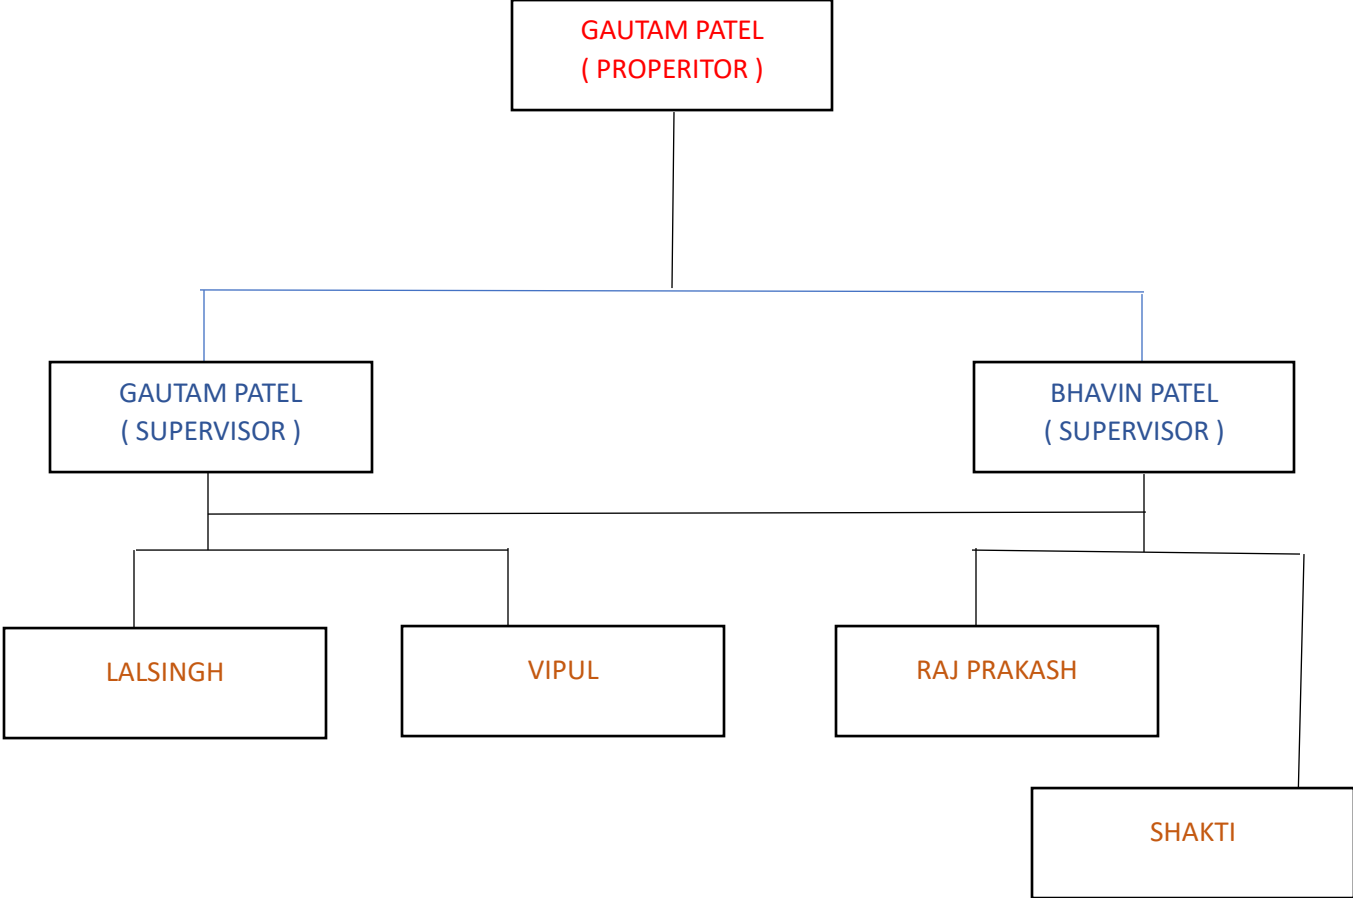 GAUTAM PATEL
( PROPERITOR )
GAUTAM PATEL
( SUPERVISOR )
BHAVIN PATEL
( SUPERVISOR )
LALSINGH
VIPUL
RAJ PRAKASH
SHAKTI